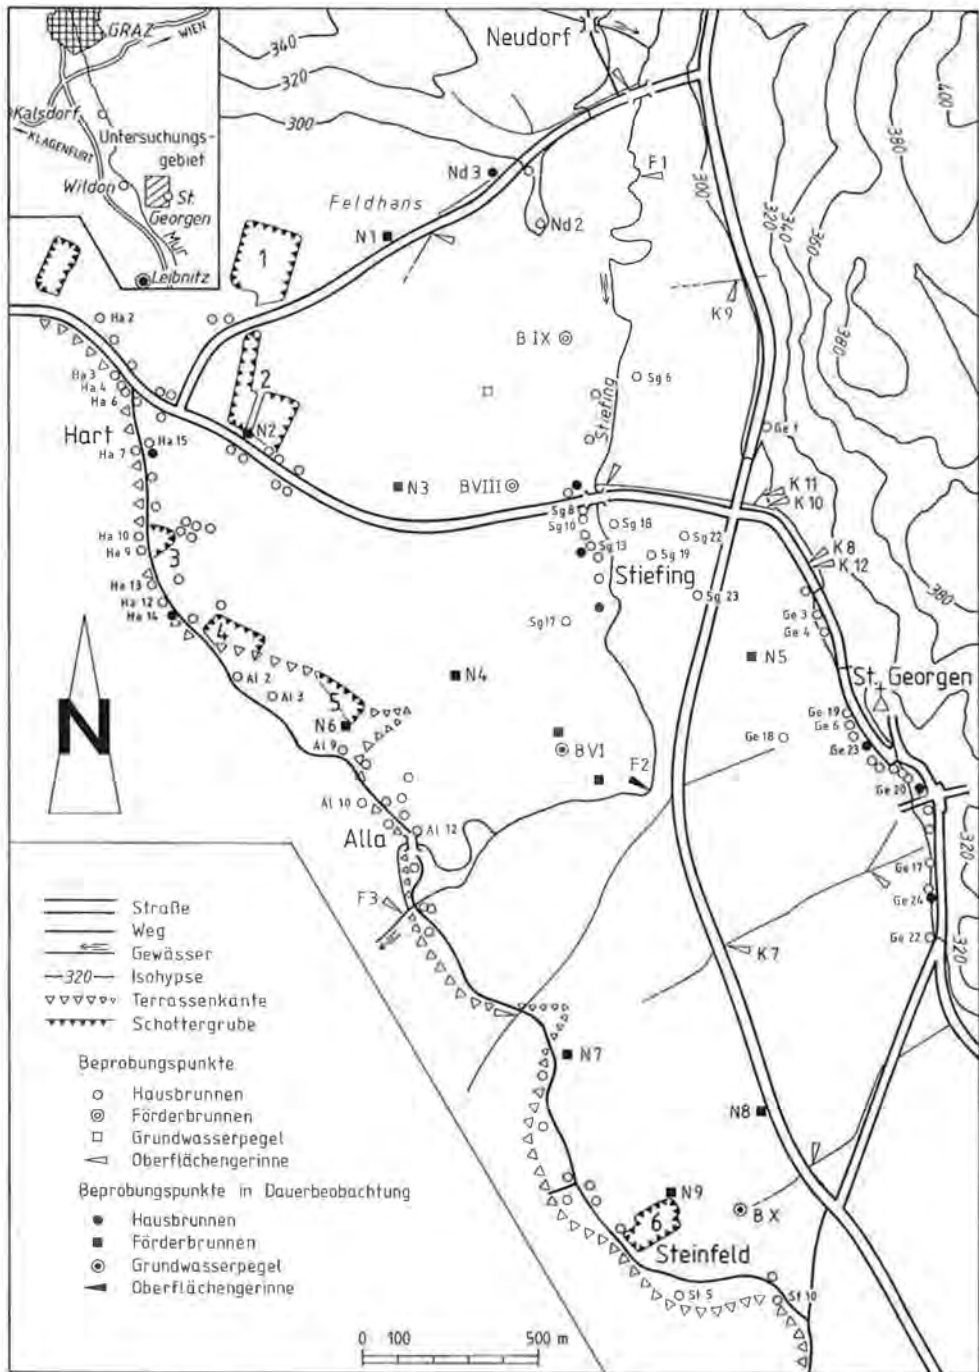 GRAZ
WIEN
Kalsdorf
KLAGENFURT
Untersuchungs-
gebiet
Wildon
St.
Georgen
Mur
Leibnitz
340
320
300
Neudorf
400
380
360
340
320
300
F1
Nd 3
Feldhans
N1
Nd 2
1
K9
380
B IX
Ha 2
Sg 6
Stiefing
Ha 3
Ha 4
Ha 6
2
N2
Hart
Ha 15
Ha 7
Ge 1
N3
BVIII
K 11
K 10
Sg 8
Sg 10
Sg 18
Sg 22
Ha 10
Ha 9
3
Sg 13
Sg 19
K 8
K 12
Stiefing
380
Ha 13
Ha 12
Ha 14
Sg 23
Sg 17
Ge 3
Ge 4
4
N4
N5
St. Georgen
Al 2
Al 3
5
N6
Al 9
N
Ge 19
Ge 6
Ge 18
Ge 23
BVI
F2
Ge 20
Al 10
Alla
Al 12
320
Ge 17
F3
Ge 24
Ge 22
320
K7
Straße
Weg
Gewässer
320 Isohypse
Terrassenkante
Schottergrube
Beprobungspunkte
Hausbrunnen
Förderbrunnen
Grundwasserpegel
Oberflächengerinne
Beprobungspunkte in Dauerbeobachtung
Hausbrunnen
Förderbrunnen
Grundwasserpegel
Oberflächengerinne
N7
N8
N9
6
B X
Steinfeld
St 5
St 10
0 100 500 m